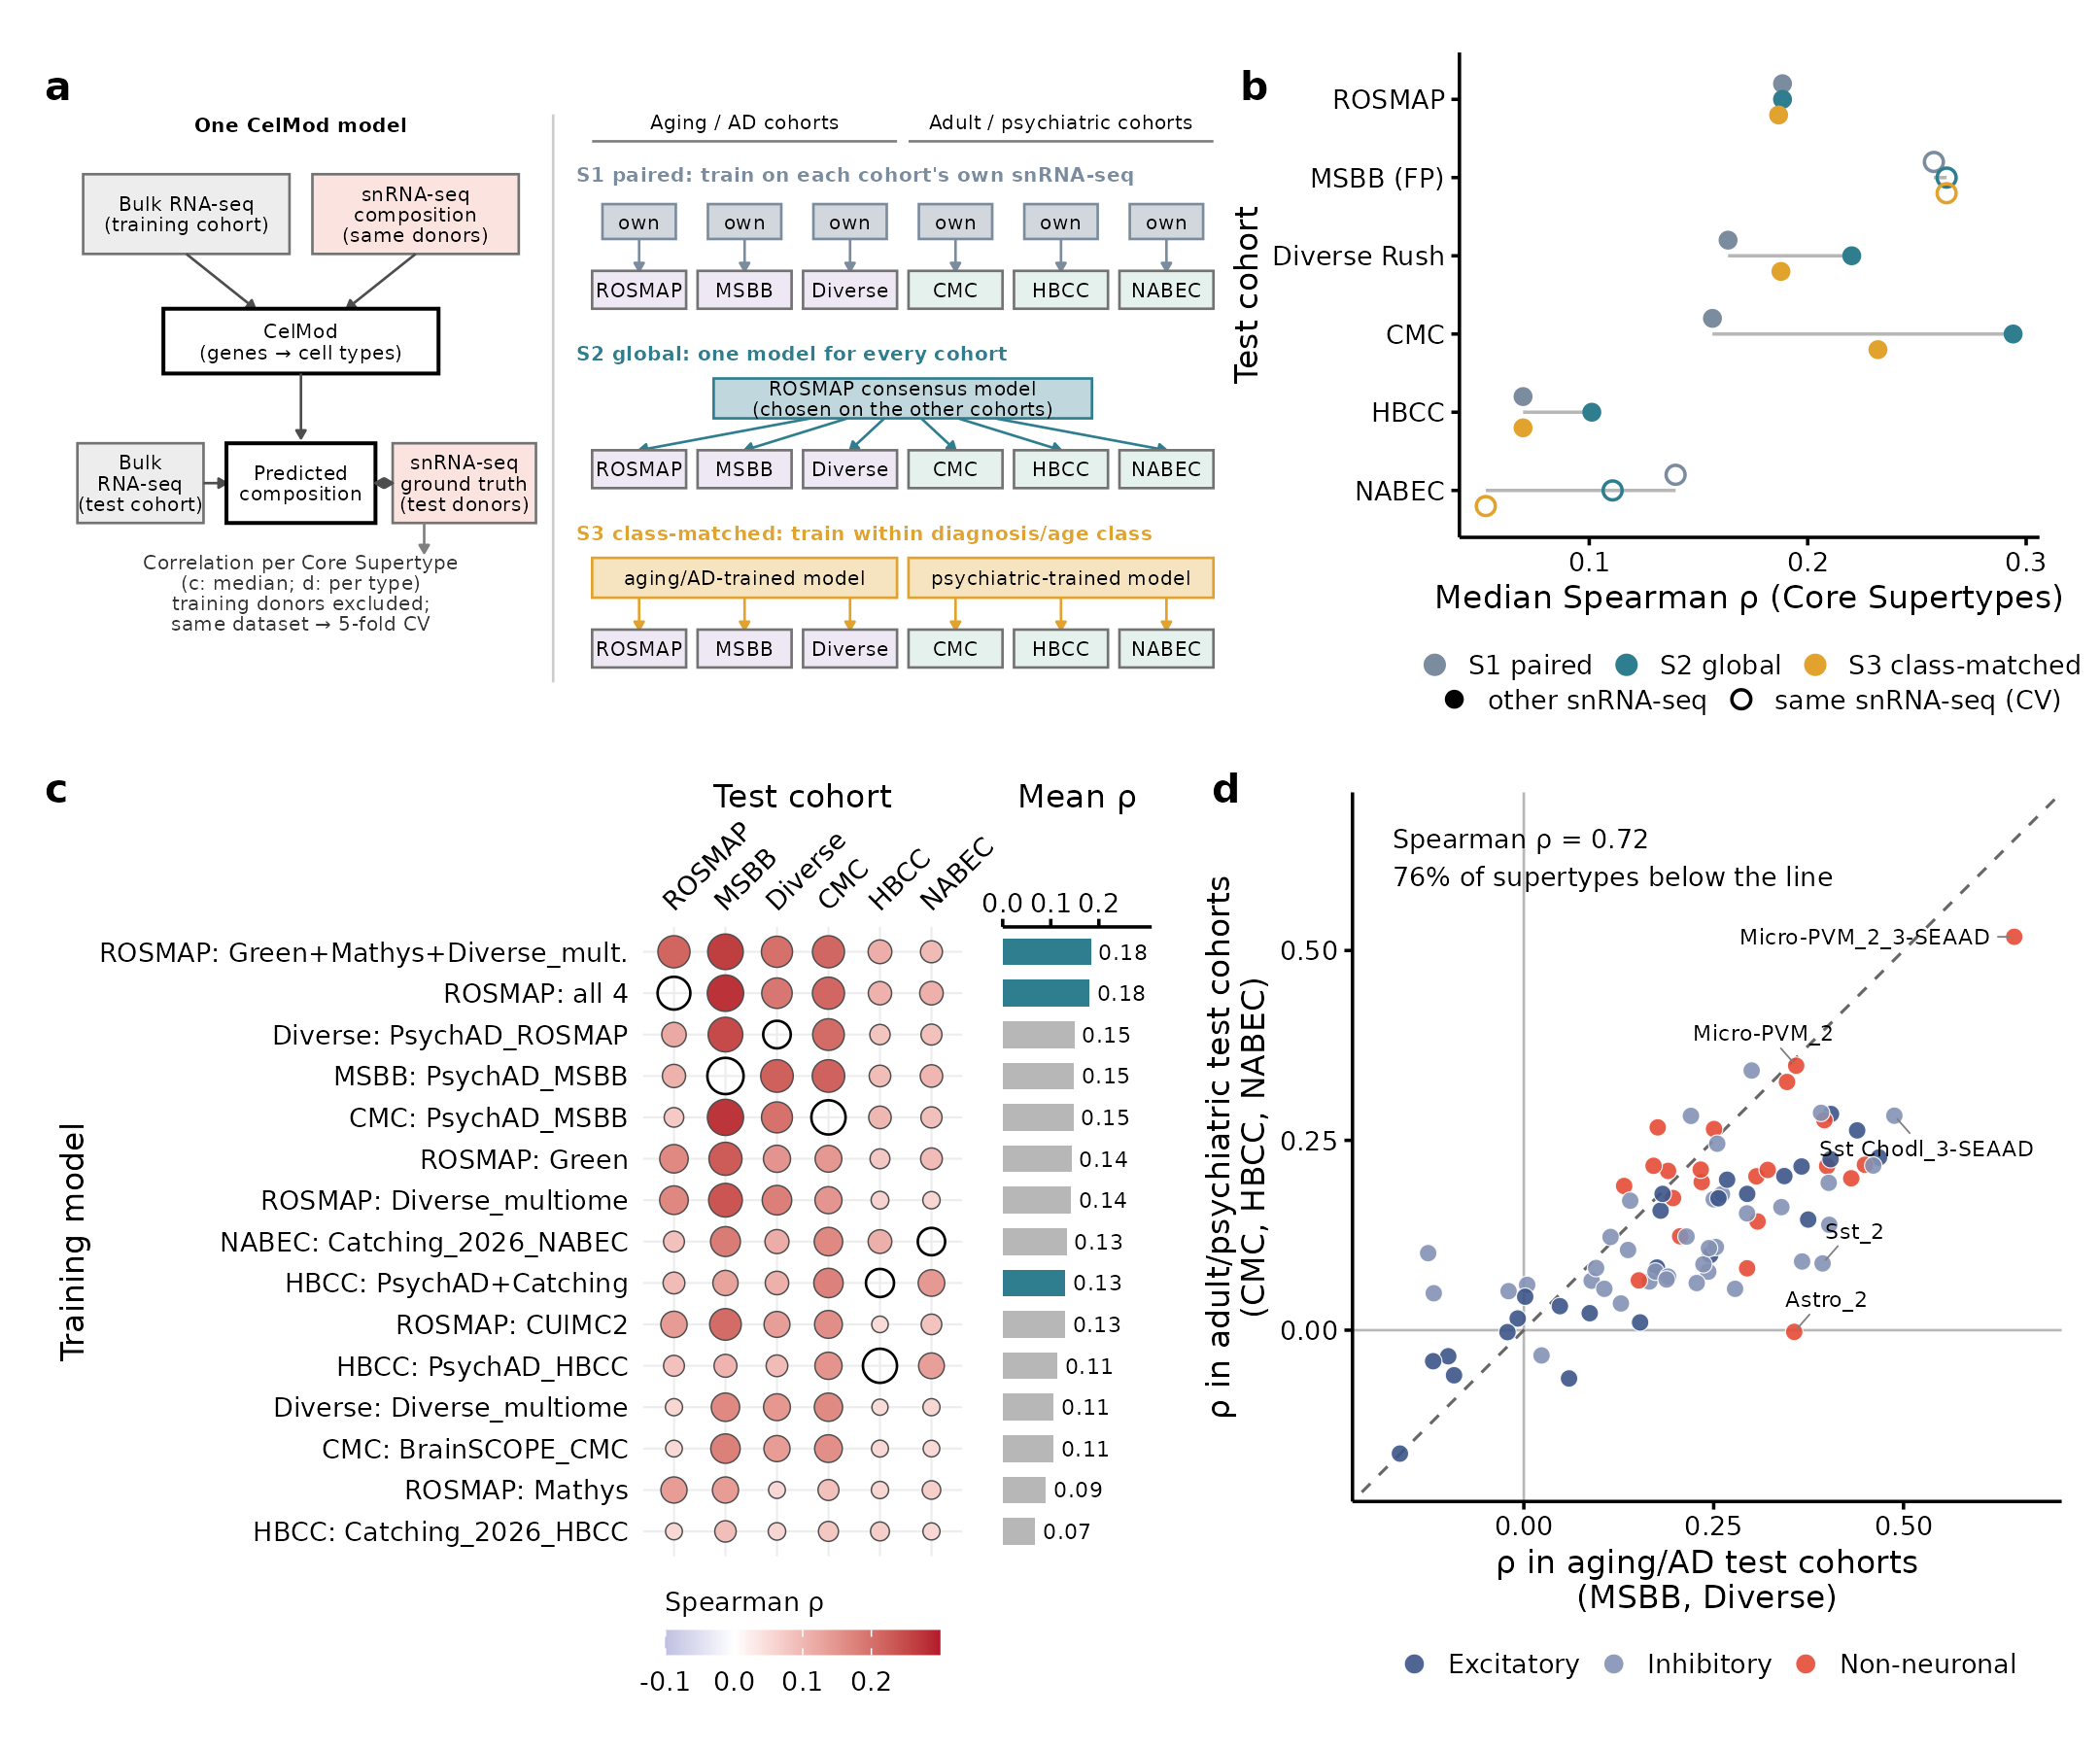 a
One CelMod model
Bulk RNA-seq
(training cohort)
snRNA-seq
composition
(same donors)
CelMod
(genes → cell types)
Bulk
RNA-seq
(test cohort)
Predicted
composition
snRNA-seq
ground truth
(test donors)
Correlation per Core Supertype
(c: median; d: per type)
training donors excluded;
same dataset → 5-fold CV
Aging / AD cohorts
Adult / psychiatric cohorts
S1 paired: train on each cohort's own snRNA-seq
own own own own own own
ROSMAP MSBB Diverse CMC HBCC NABEC
S2 global: one model for every cohort
ROSMAP consensus model
(chosen on the other cohorts)
ROSMAP MSBB Diverse CMC HBCC NABEC
S3 class-matched: train within diagnosis/age class
aging/AD-trained model
psychiatric-trained model
ROSMAP MSBB Diverse CMC HBCC NABEC
b
Test cohort
ROSMAP
MSBB (FP)
Diverse Rush
CMC
HBCC
NABEC
0.1 0.2 0.3
Median Spearman ρ (Core Supertypes)
S1 paired S2 global S3 class-matched
other snRNA-seq same snRNA-seq (CV)
c
Test cohort
Mean ρ
ROSMAP MSBB Diverse CMC HBCC NABEC
0.0 0.1 0.2
Training model
ROSMAP: Green+Mathys+Diverse_mult. 0.18
ROSMAP: all 4 0.18
Diverse: PsychAD_ROSMAP 0.15
MSBB: PsychAD_MSBB 0.15
CMC: PsychAD_MSBB 0.15
ROSMAP: Green 0.14
ROSMAP: Diverse_multiome 0.14
NABEC: Catching_2026_NABEC 0.13
HBCC: PsychAD+Catching 0.13
ROSMAP: CUIMC2 0.13
HBCC: PsychAD_HBCC 0.11
Diverse: Diverse_multiome 0.11
CMC: BrainSCOPE_CMC 0.11
ROSMAP: Mathys 0.09
HBCC: Catching_2026_HBCC 0.07
Spearman ρ
-0.1 0.0 0.1 0.2
d
ρ in adult/psychiatric test cohorts
(CMC, HBCC, NABEC)
Spearman ρ = 0.72
76% of supertypes below the line
Micro-PVM_2_3-SEAAD
Micro-PVM_2
Sst Chodl_3-SEAAD
Sst_2
Astro_2
0.50
0.25
0.00
0.00 0.25 0.50
ρ in aging/AD test cohorts
(MSBB, Diverse)
Excitatory Inhibitory Non-neuronal